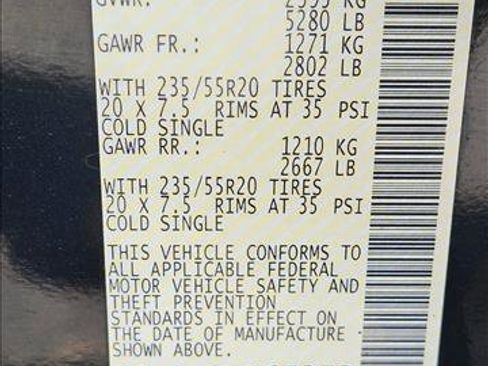 GVWR: 2395 KG
5280 LB
GAWR FR.: 1271 KG
2802 LB
WITH 235/55R20 TIRES
20 X 7.5 RIMS AT 35 PSI
COLD SINGLE
GAWR RR.: 1210 KG
2667 LB
WITH 235/55R20 TIRES
20 X 7.5 RIMS AT 35 PSI
COLD SINGLE
THIS VEHICLE CONFORMS TO
ALL APPLICABLE FEDERAL
MOTOR VEHICLE SAFETY AND
THEFT PREVENTION
STANDARDS IN EFFECT ON
THE DATE OF MANUFACTURE
SHOWN ABOVE.